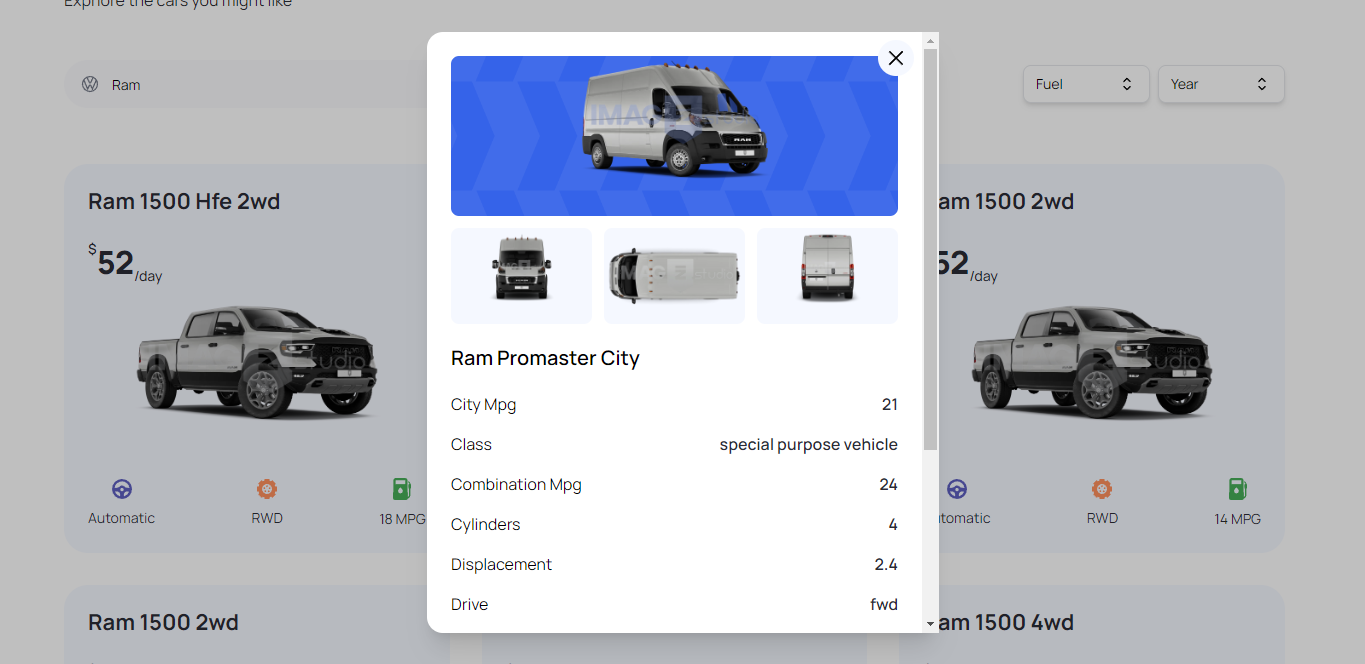 Explore the cars you might like
Ram
Fuel
Year
Ram 1500 Hfe 2wd
$52/day
Automatic
RWD
18 MPG
RAM
Ram Promaster City
City Mpg 21
Class special purpose vehicle
Combination Mpg 24
Cylinders 4
Displacement 2.4
Drive fwd
am 1500 2wd
52/day
tomatic
RWD
14 MPG
Ram 1500 2wd
am 1500 4wd